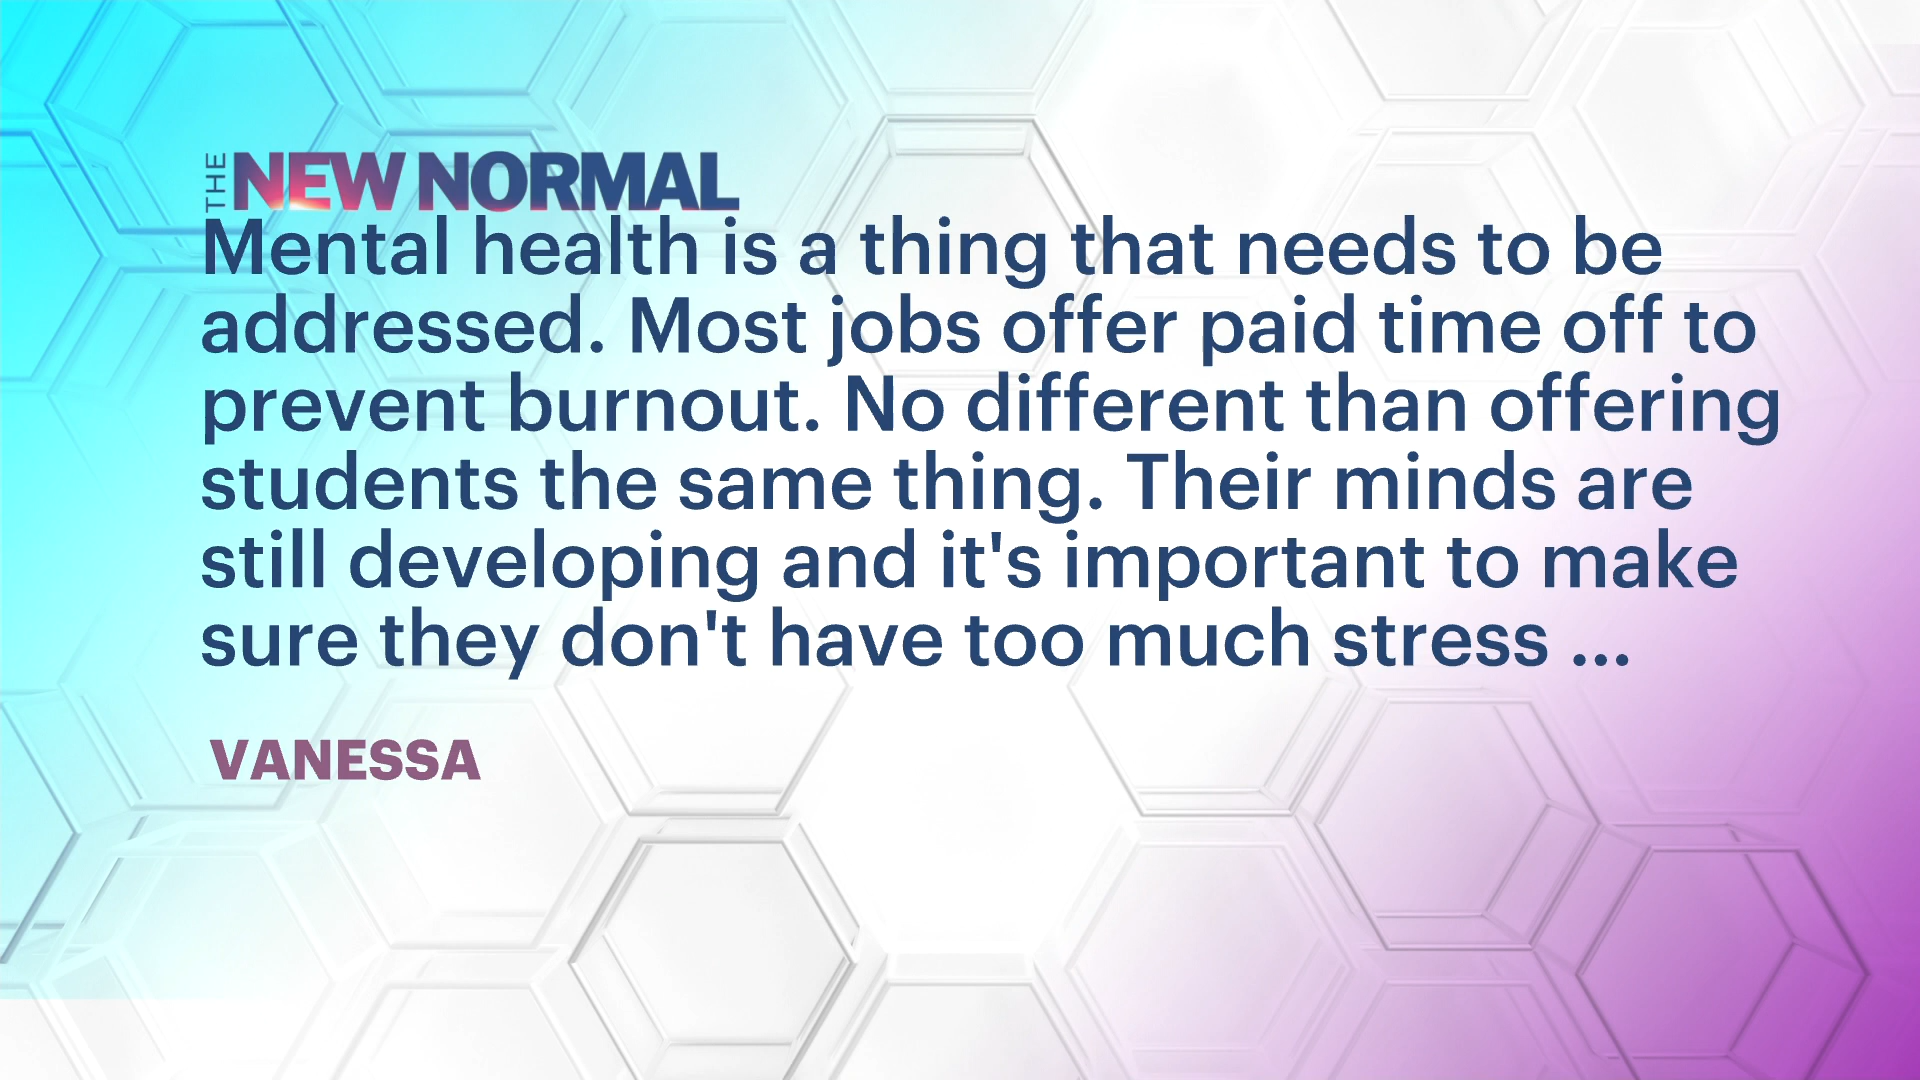 THE NEW NORMAL
Mental health is a thing that needs to be
addressed. Most jobs offer paid time off to
prevent burnout. No different than offering
students the same thing. Their minds are
still developing and it's important to make
sure they don't have too much stress ...
VANESSA